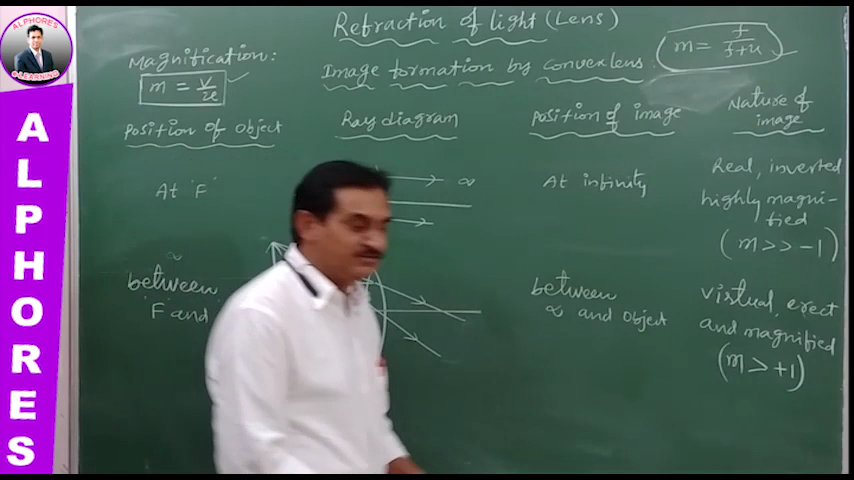 ALPHORES
e-LEARNING
ALPHORES
Refraction of light (Lens)
Magnification:
m = v/u
m = f/f+u
Image formation by convex lens
Position of object
Ray diagram
Position of image
Nature of
image
At 'F'
∞
At infinity
Real, inverted
highly magni-
fied
(m >> -1)
∞
between
'F' and
between
∞ and object
Virtual, erect
and magnified
(m > +1)